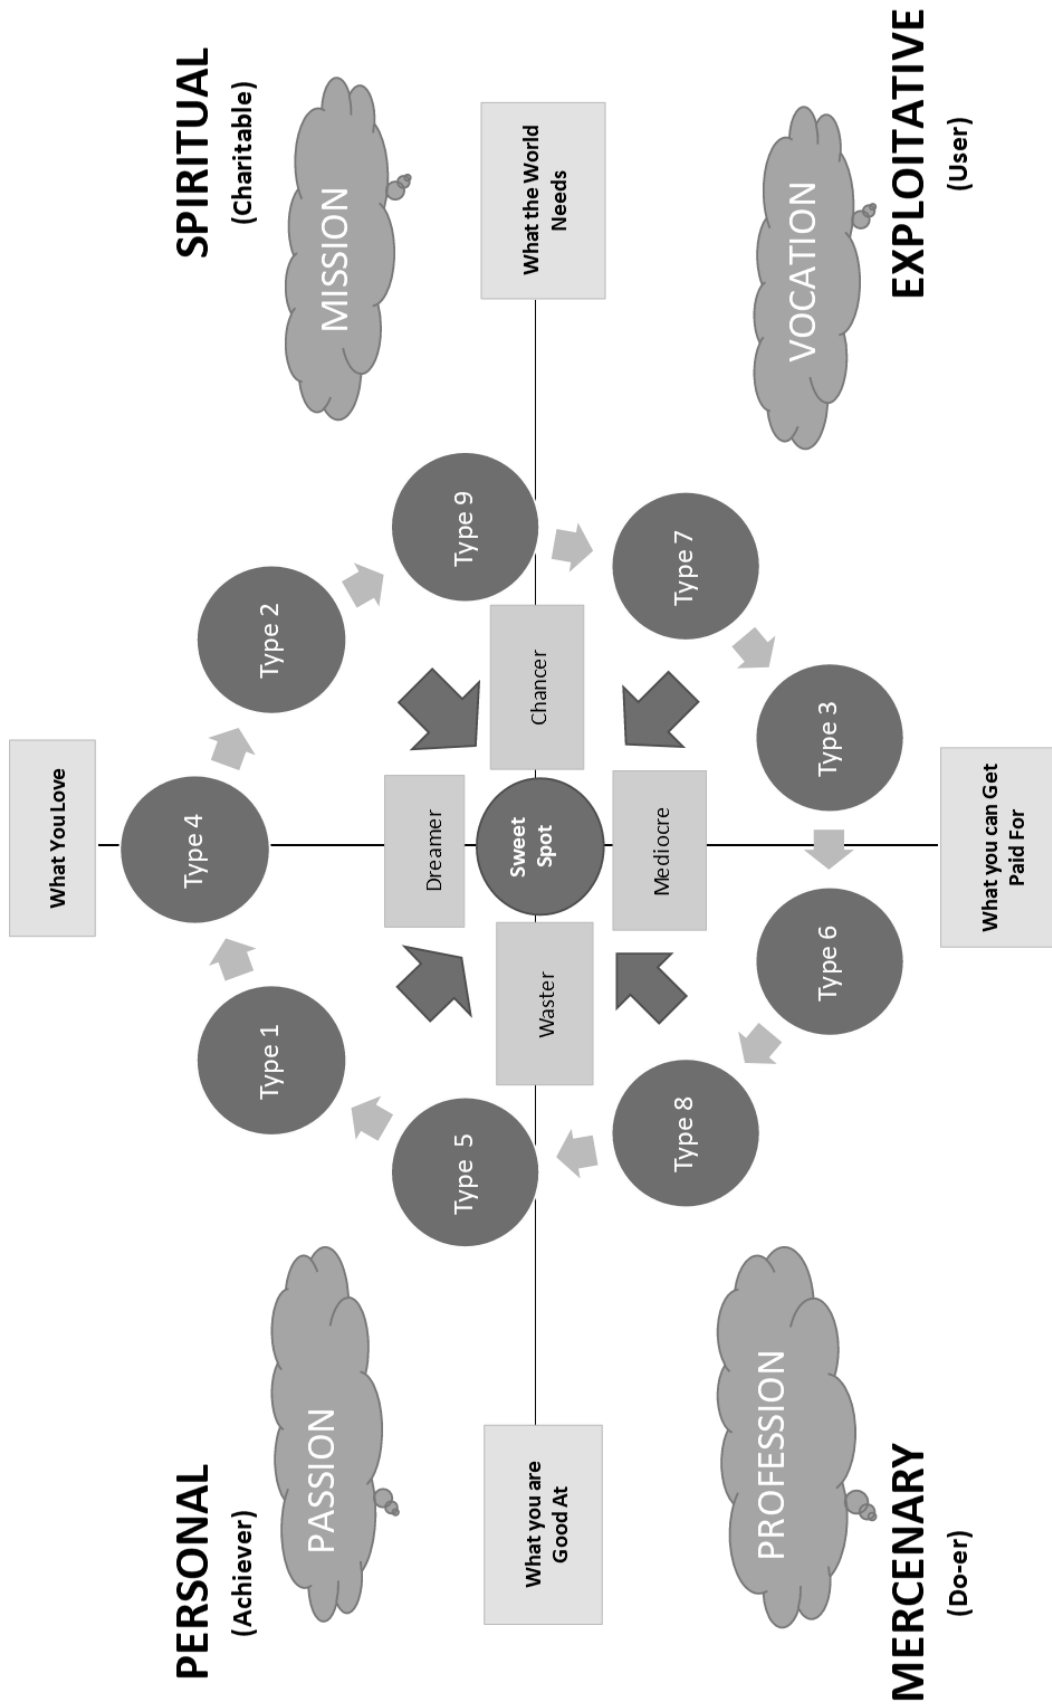 PERSONAL
(Achiever)
What You Love
SPIRITUAL
(Charitable)
PASSION
MISSION
Type 4
Type 1
Type 2
Type 5
Type 9
Dreamer
What you are
Good At
Waster
Sweet
Spot
Chancer
What the World
Needs
Mediocre
Type 8
Type 7
Type 6
Type 3
PROFESSION
VOCATION
MERCENARY
(Do-er)
What you can Get
Paid For
EXPLOITATIVE
(User)